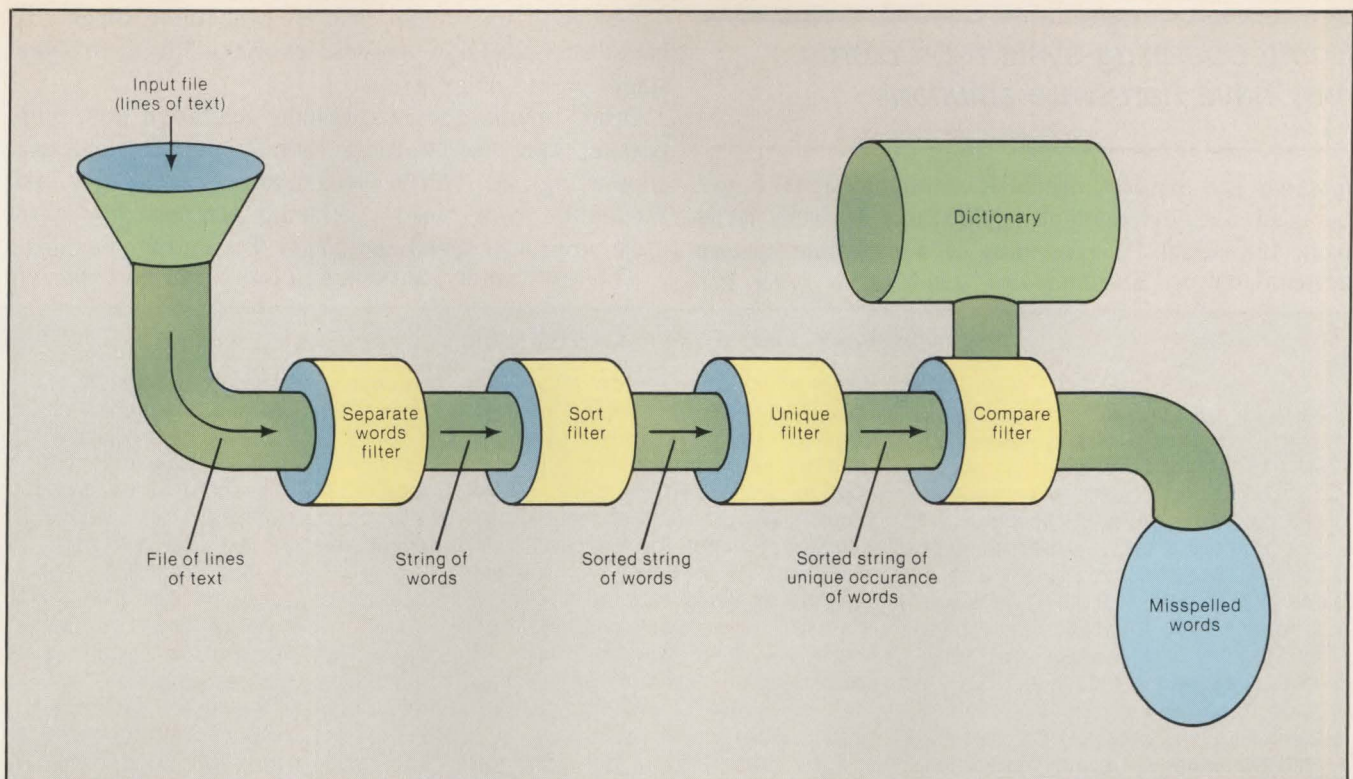 Input file
(lines of text)
Dictionary
Separate
words
filter
Sort
filter
Unique
filter
Compare
filter
File of lines
of text
String of
words
Sorted string
of words
Sorted string of
unique occurance
of words
Misspelled
words